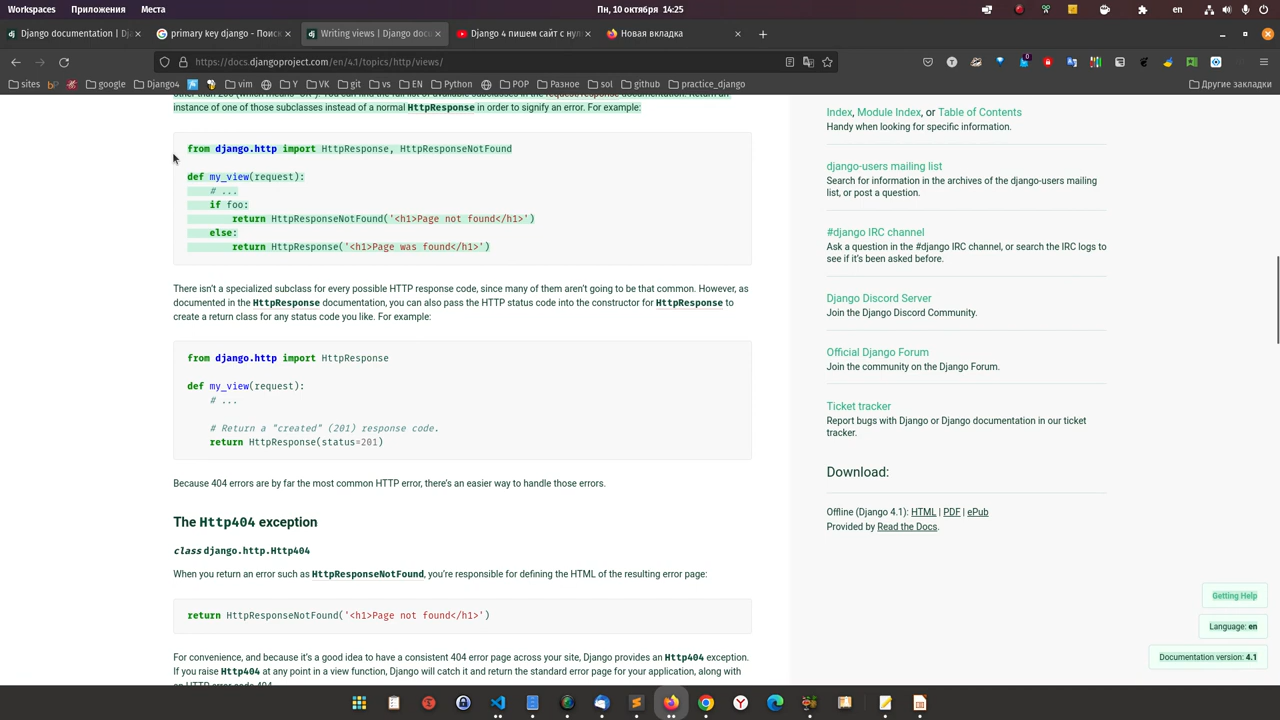 Новости
Приложения
Места
Пн, 10 октября 14:25
en
Django documentation | D
primary key django - Поис
Writing views | Django doc
Django 4 пишем сайт с нул
Новая вкладка
https://docs.djangoproject.com/en/4.1/topics/http/views/
sites
google
Android
vim
Y
VK
git
vs
EN
Python
POP
Разное
sol
github
practice_django
Другие закладки
instance of one of those subclasses instead of a normal HttpResponse in order to signify an error. For example:
from django.http import HttpResponse, HttpResponseNotFound
def my_view(request):
# ...
if foo:
return HttpResponseNotFound('<h1>Page not found</h1>')
else:
return HttpResponse('<h1>Page was found</h1>')
There isn’t a specialized subclass for every possible HTTP response code, since many of them aren’t going to be that common. However, as
documented in the HttpResponse documentation, you can also pass the HTTP status code into the constructor for HttpResponse to
create a return class for any status code you like. For example:
from django.http import HttpResponse
def my_view(request):
# ...
# Return a "created" (201) response code.
return HttpResponse(status=201)
Because 404 errors are by far the most common HTTP error, there’s an easier way to handle those errors.
The Http404 exception
class django.http.Http404
When you return an error such as HttpResponseNotFound, you’re responsible for defining the HTML of the resulting error page:
return HttpResponseNotFound('<h1>Page not found</h1>')
For convenience, and because it’s a good idea to have a consistent 404 error page across your site, Django provides an Http404 exception.
If you raise Http404 at any point in a view function, Django will catch it and return the standard error page for your application, along with
an HTTP error code 404.
Index, Module Index, or Table of Contents
Handy when looking for specific information.
django-users mailing list
Search for information in the archives of the django-users mailing
list, or post a question.
#django IRC channel
Ask a question in the #django IRC channel, or search the IRC logs to
see if it’s been asked before.
Django Discord Server
Join the Django Discord Community.
Official Django Forum
Join the community on the Django Forum.
Ticket tracker
Report bugs with Django or Django documentation in our ticket
tracker.
Download:
Offline (Django 4.1): HTML | PDF | ePub
Provided by Read the Docs.
Getting Help
Language: en
Documentation version: 4.1